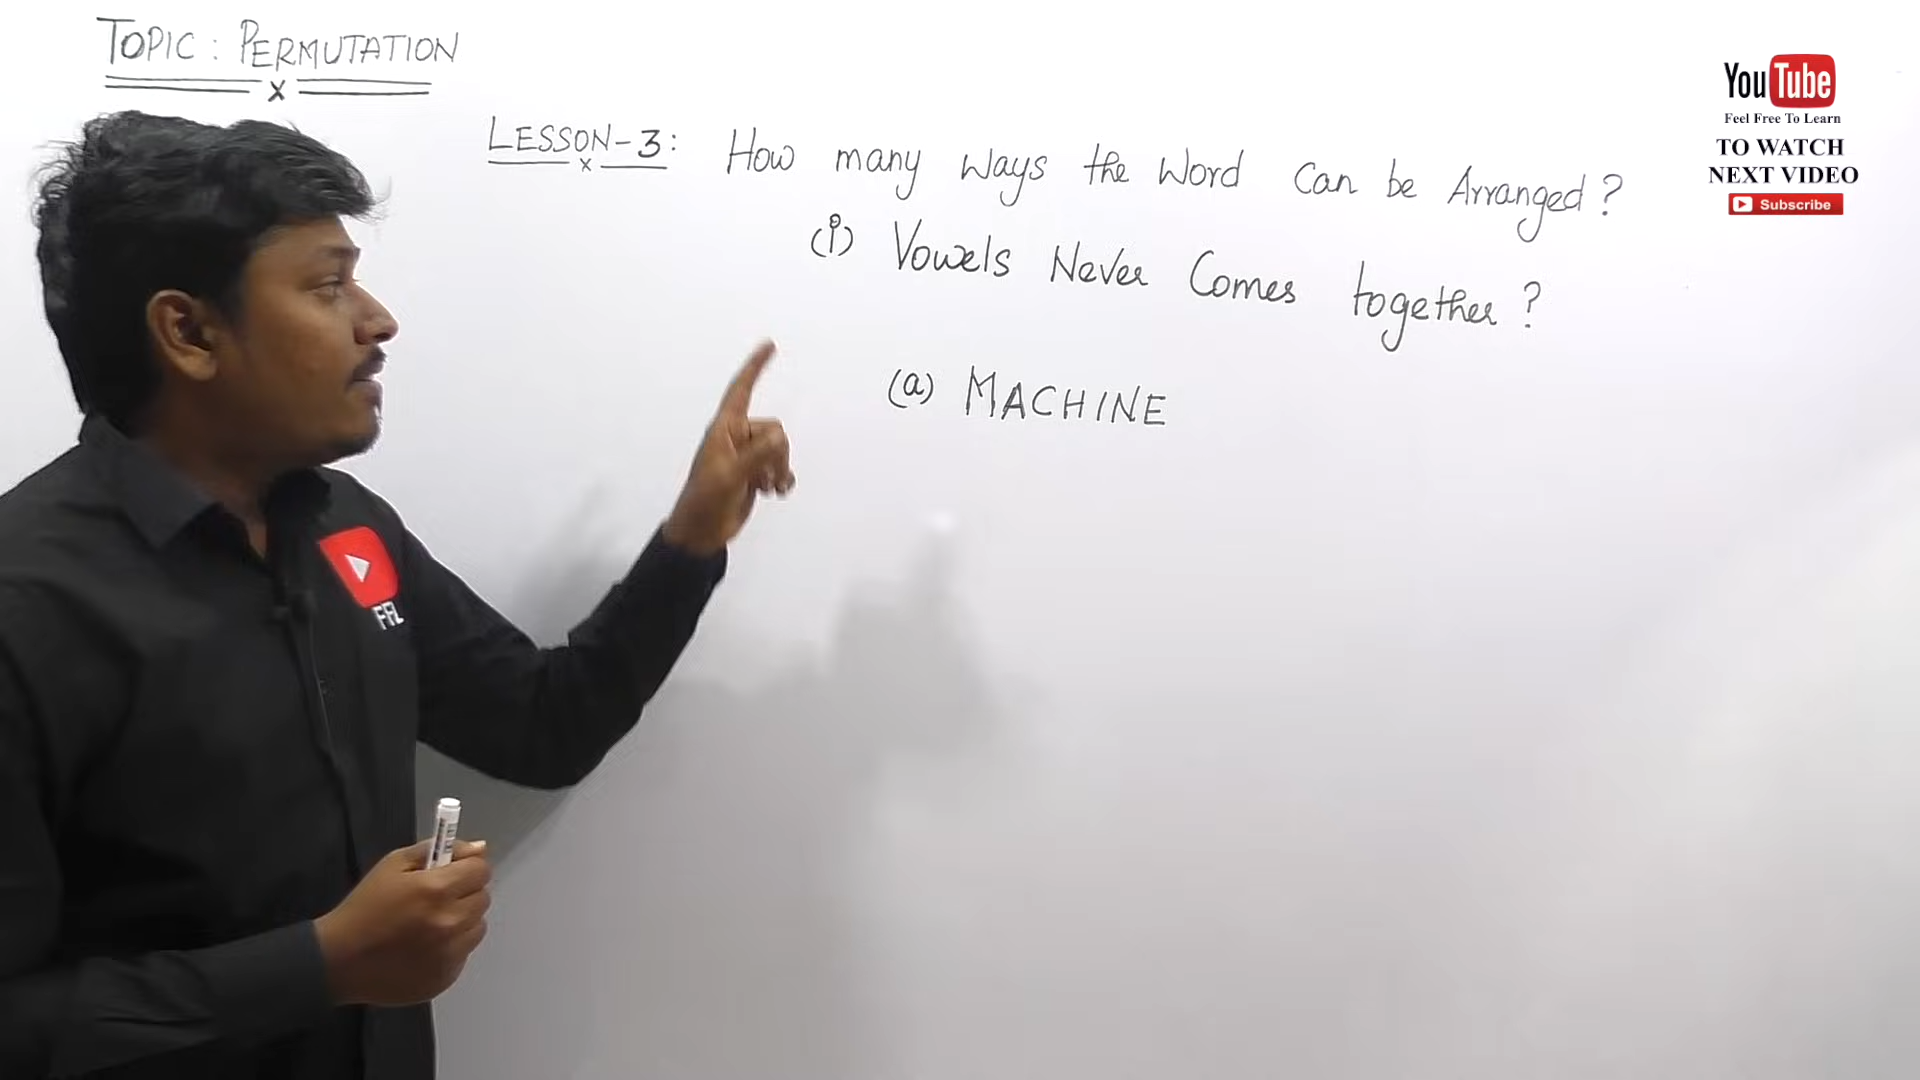 TOPIC: PERMUTATION
x
LESSON-3: How many ways the Word can be Arranged?
x
(i) Vowels Never Comes together?
(a) MACHINE
YouTube
Feel Free To Learn
TO WATCH
NEXT VIDEO
Subscribe
FFL